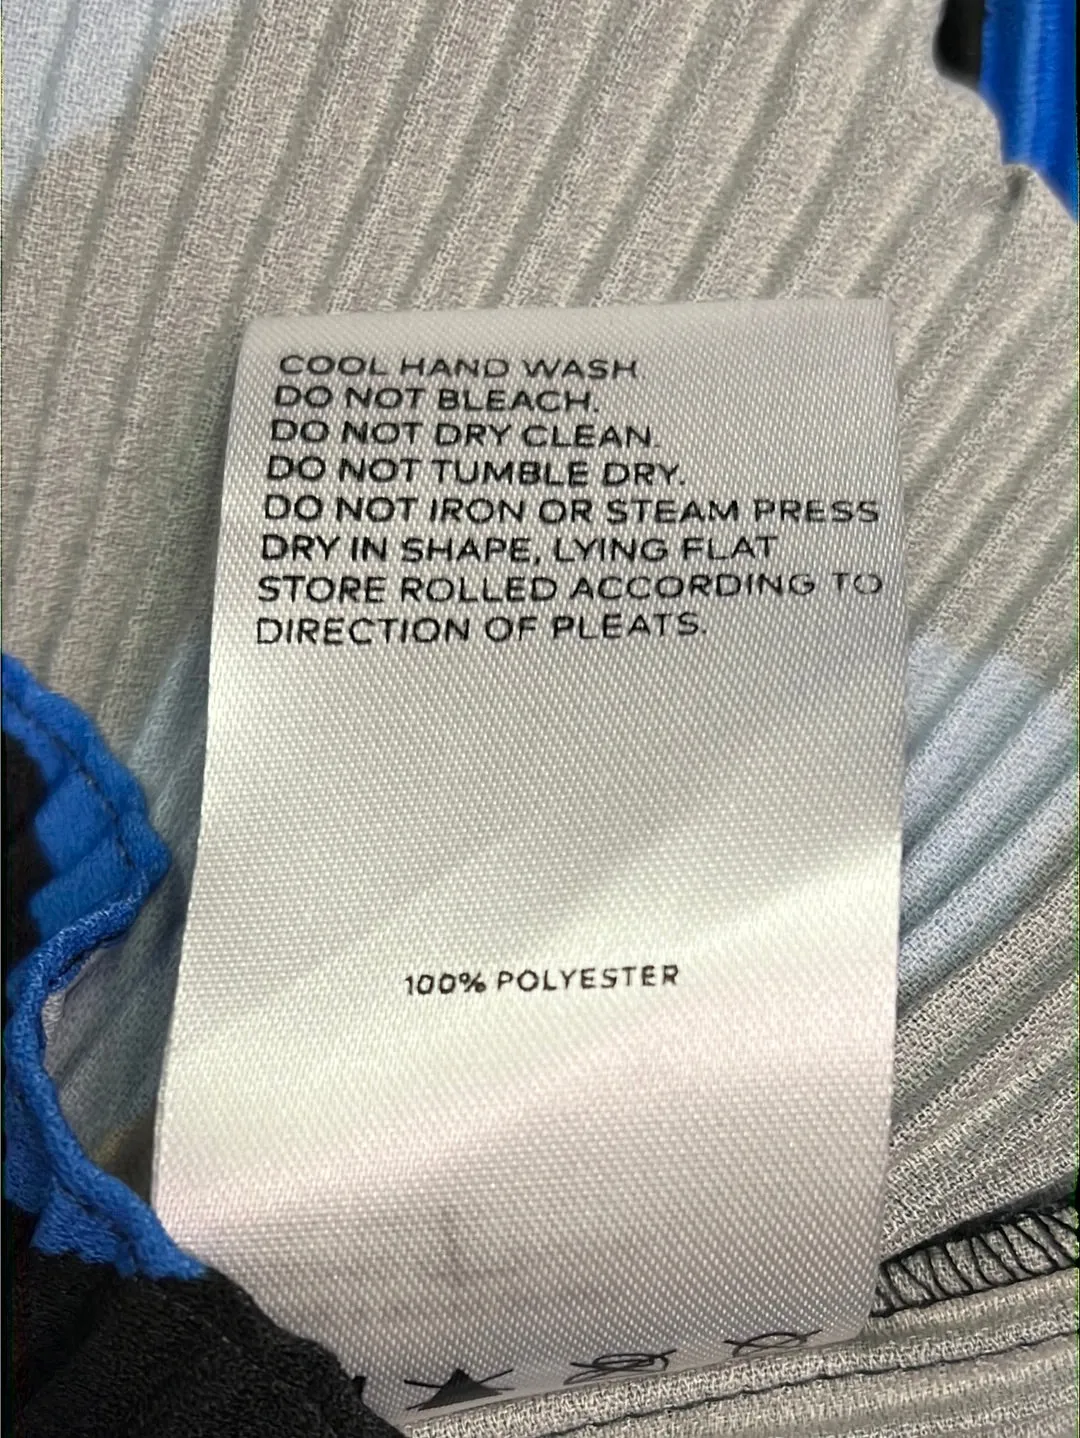 COOL HAND WASH
DO NOT BLEACH.
DO NOT DRY CLEAN.
DO NOT TUMBLE DRY.
DO NOT IRON OR STEAM PRESS
DRY IN SHAPE, LYING FLAT
STORE ROLLED ACCORDING TO
DIRECTION OF PLEATS.
100% POLYESTER